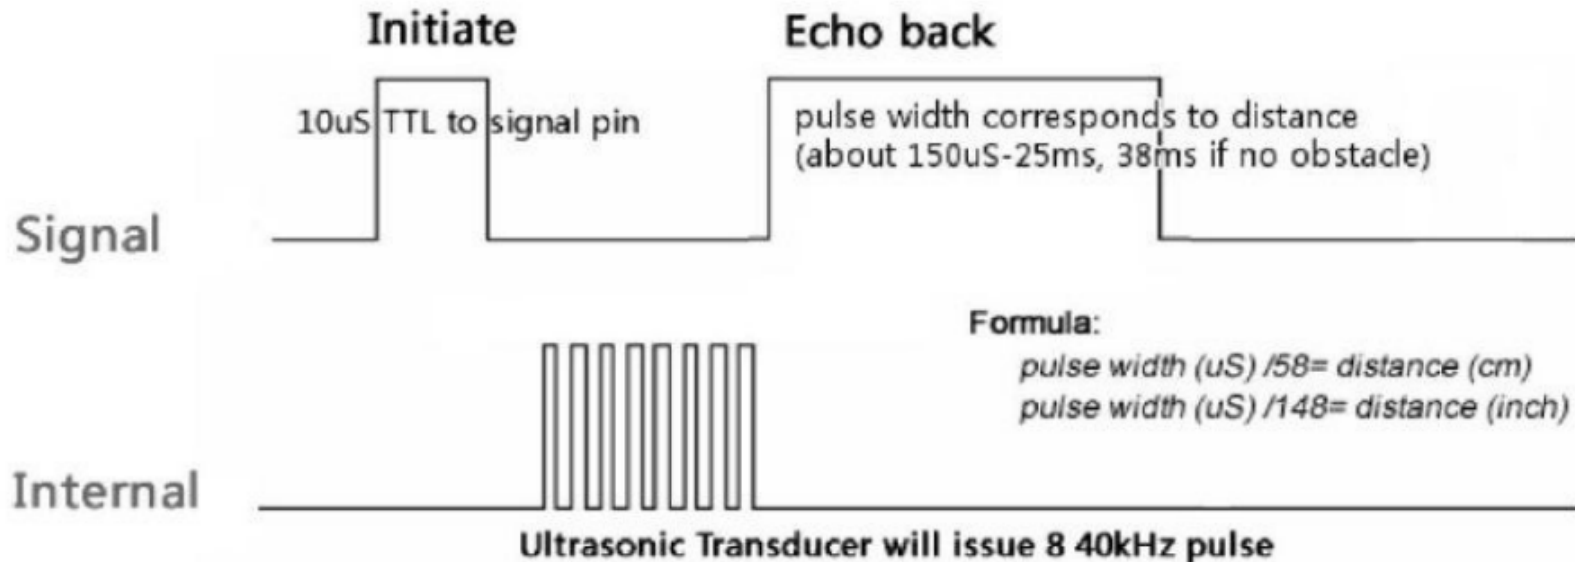 Initiate
Echo back
10uS TTL to signal pin
pulse width corresponds to distance
(about 150uS-25ms, 38ms if no obstacle)
Signal
Formula:
pulse width (uS) /58= distance (cm)
pulse width (uS) /148= distance (inch)
Internal
Ultrasonic Transducer will issue 8 40kHz pulse